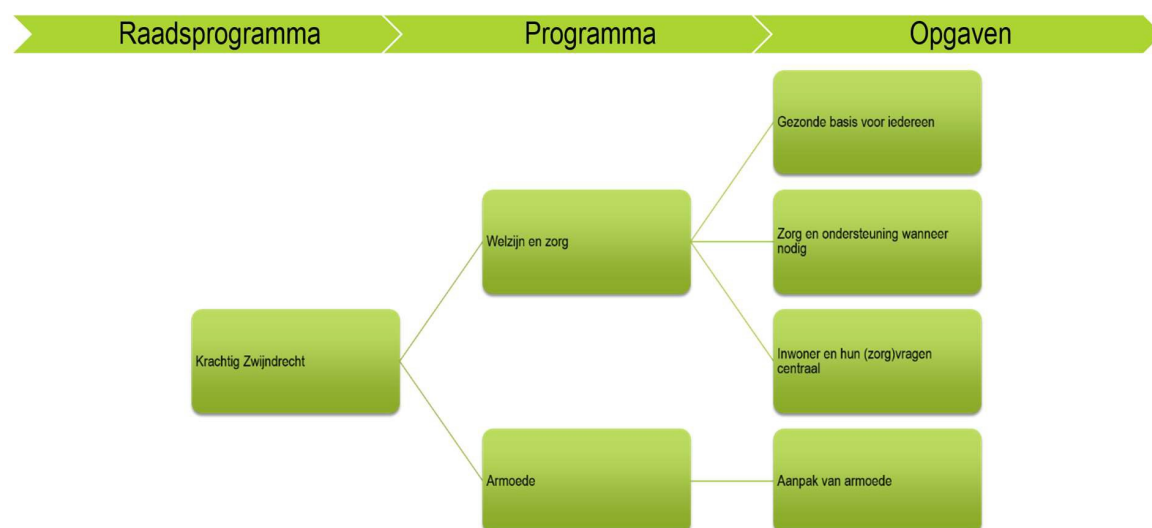 Raadsprogramma
Programma
Opgaven
Gezonde basis voor iedereen
Welzijn en zorg
Zorg en ondersteuning wanneer
nodig
Krachtig Zwijndrecht
Inwoner en hun (zorg)vragen
centraal
Armoede
Aanpak van armoede